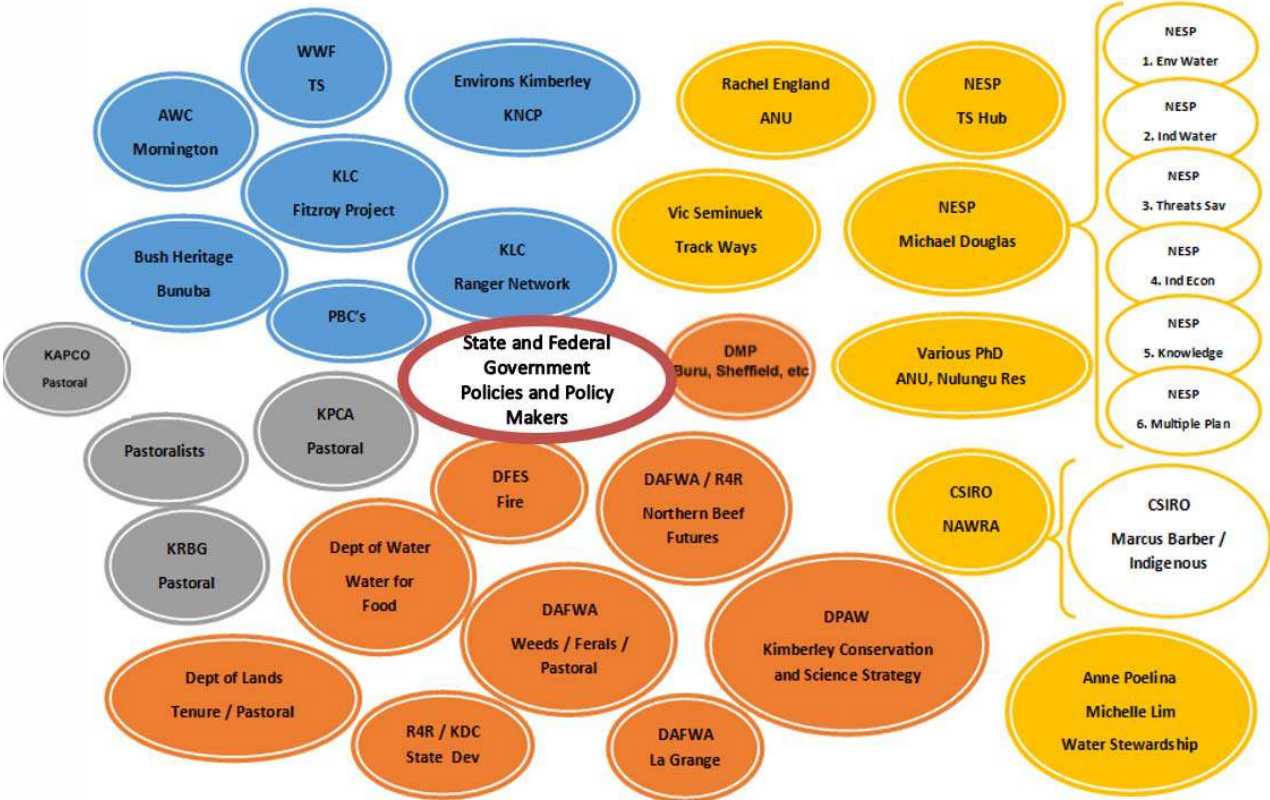 WWF
TS
Environs Kimberley
KNCP
AWC
Mornington
KLC
Fitzroy Project
Bush Heritage
Bunuba
KLC
Ranger Network
PBC's
Rachel England
ANU
NESP
TS Hub
Vic Seminuek
Track Ways
NESP
Michael Douglas
NESP
1. Env Water
NESP
2. Ind Water
NESP
3. Threats Sav
NESP
4. Ind Econ
NESP
5. Knowledge
NESP
6. Multiple Plan
KAPCO
Pastoral
KPCA
Pastoral
Pastoralists
KRBG
Pastoral
State and Federal
Government
Policies and Policy
Makers
DMP
Buru, Sheffield, etc
Various PhD
ANU, Nulungu Res
DFES
Fire
DAFWA / R4R
Northern Beef
Futures
CSIRO
NAWRA
CSIRO
Marcus Barber /
Indigenous
Dept of Water
Water for
Food
DAFWA
Weeds / Ferals /
Pastoral
DPAW
Kimberley Conservation
and Science Strategy
Dept of Lands
Tenure / Pastoral
R4R / KDC
State Dev
DAFWA
La Grange
Anne Poelina
Michelle Lim
Water Stewardship